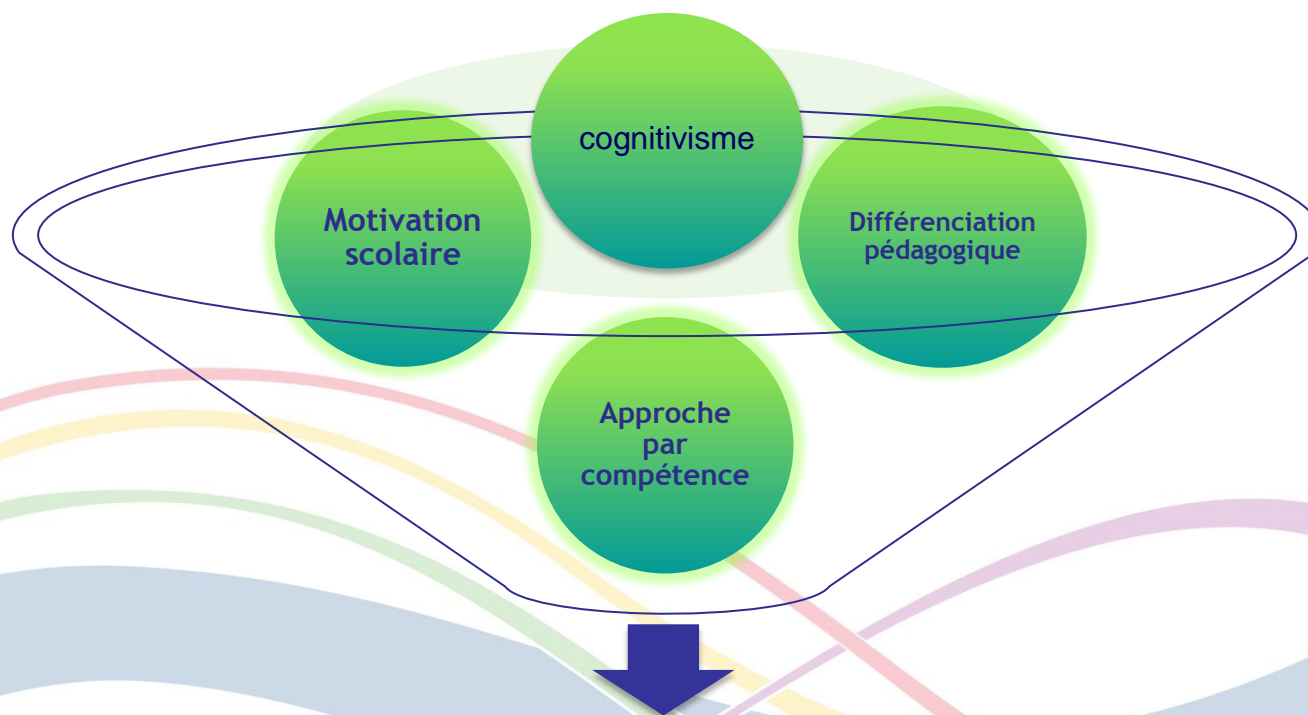 cognitivisme
Motivation
scolaire
Différenciation
pédagogique
Approche
par
compétence